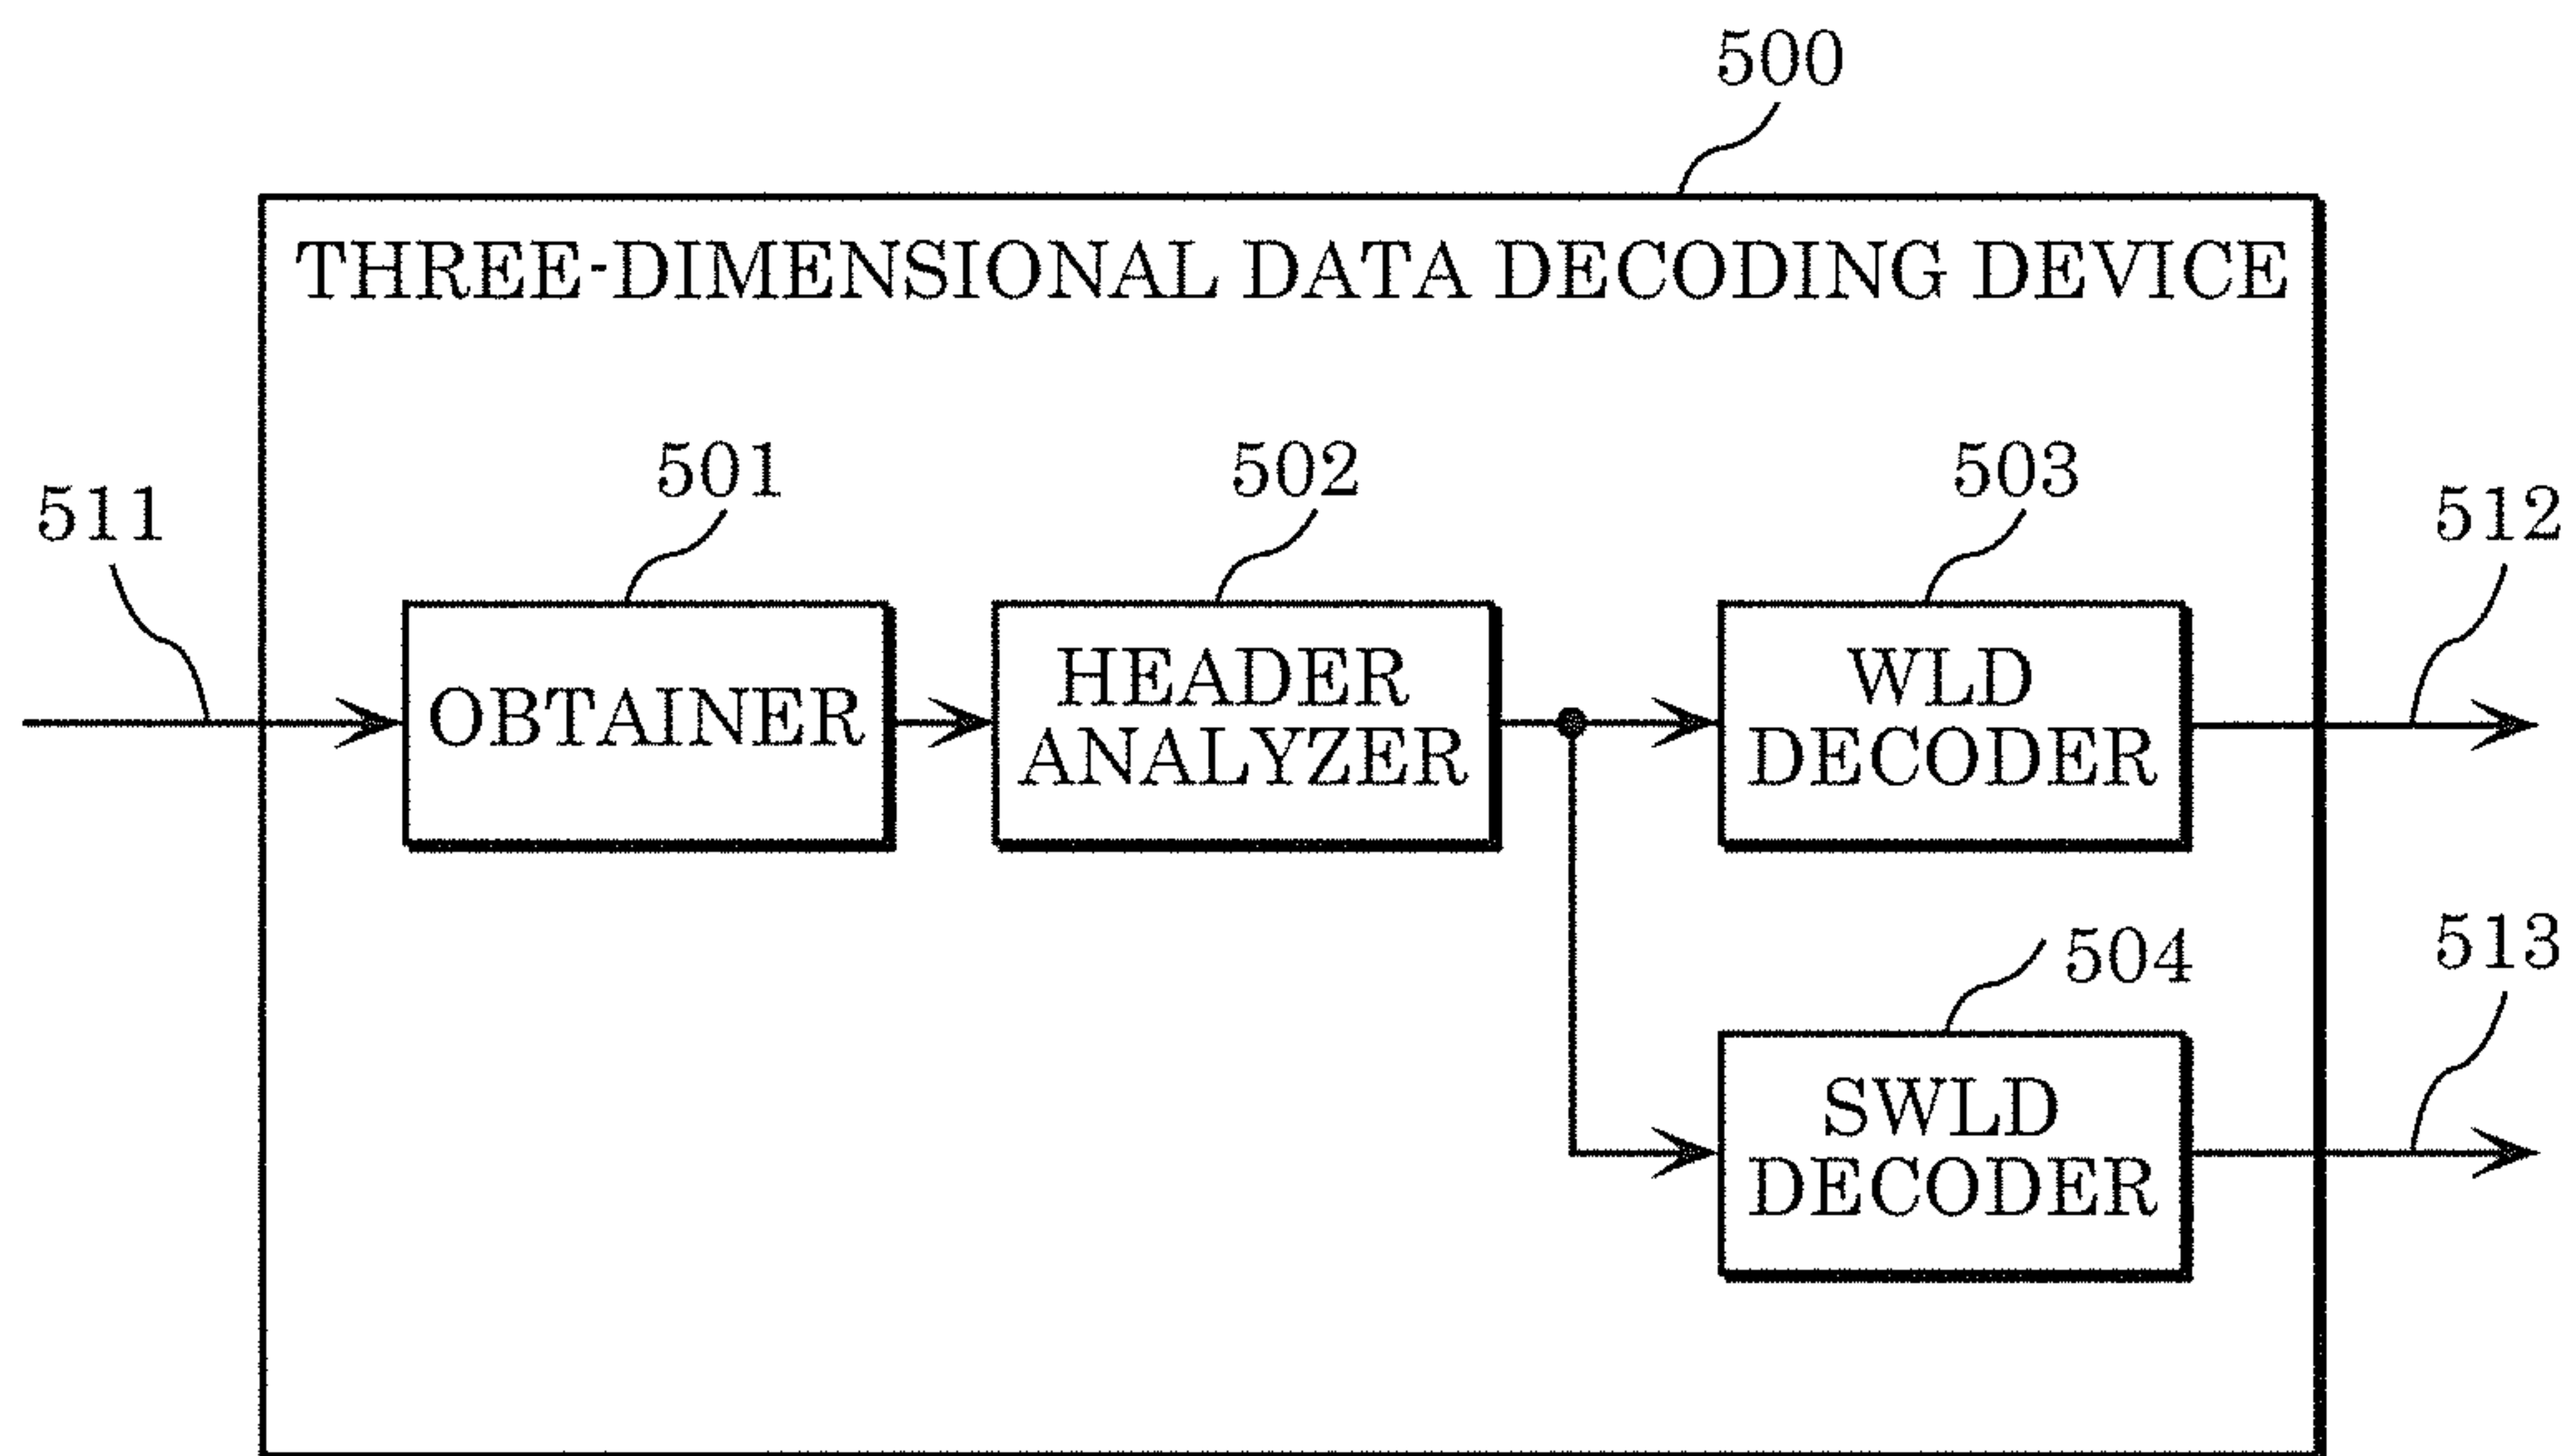 500
THREE-DIMENSIONAL DATA DECODING DEVICE
501
502
503
511
512
OBTAINER
HEADER
ANALYZER
WLD
DECODER
504
513
SWLD
DECODER